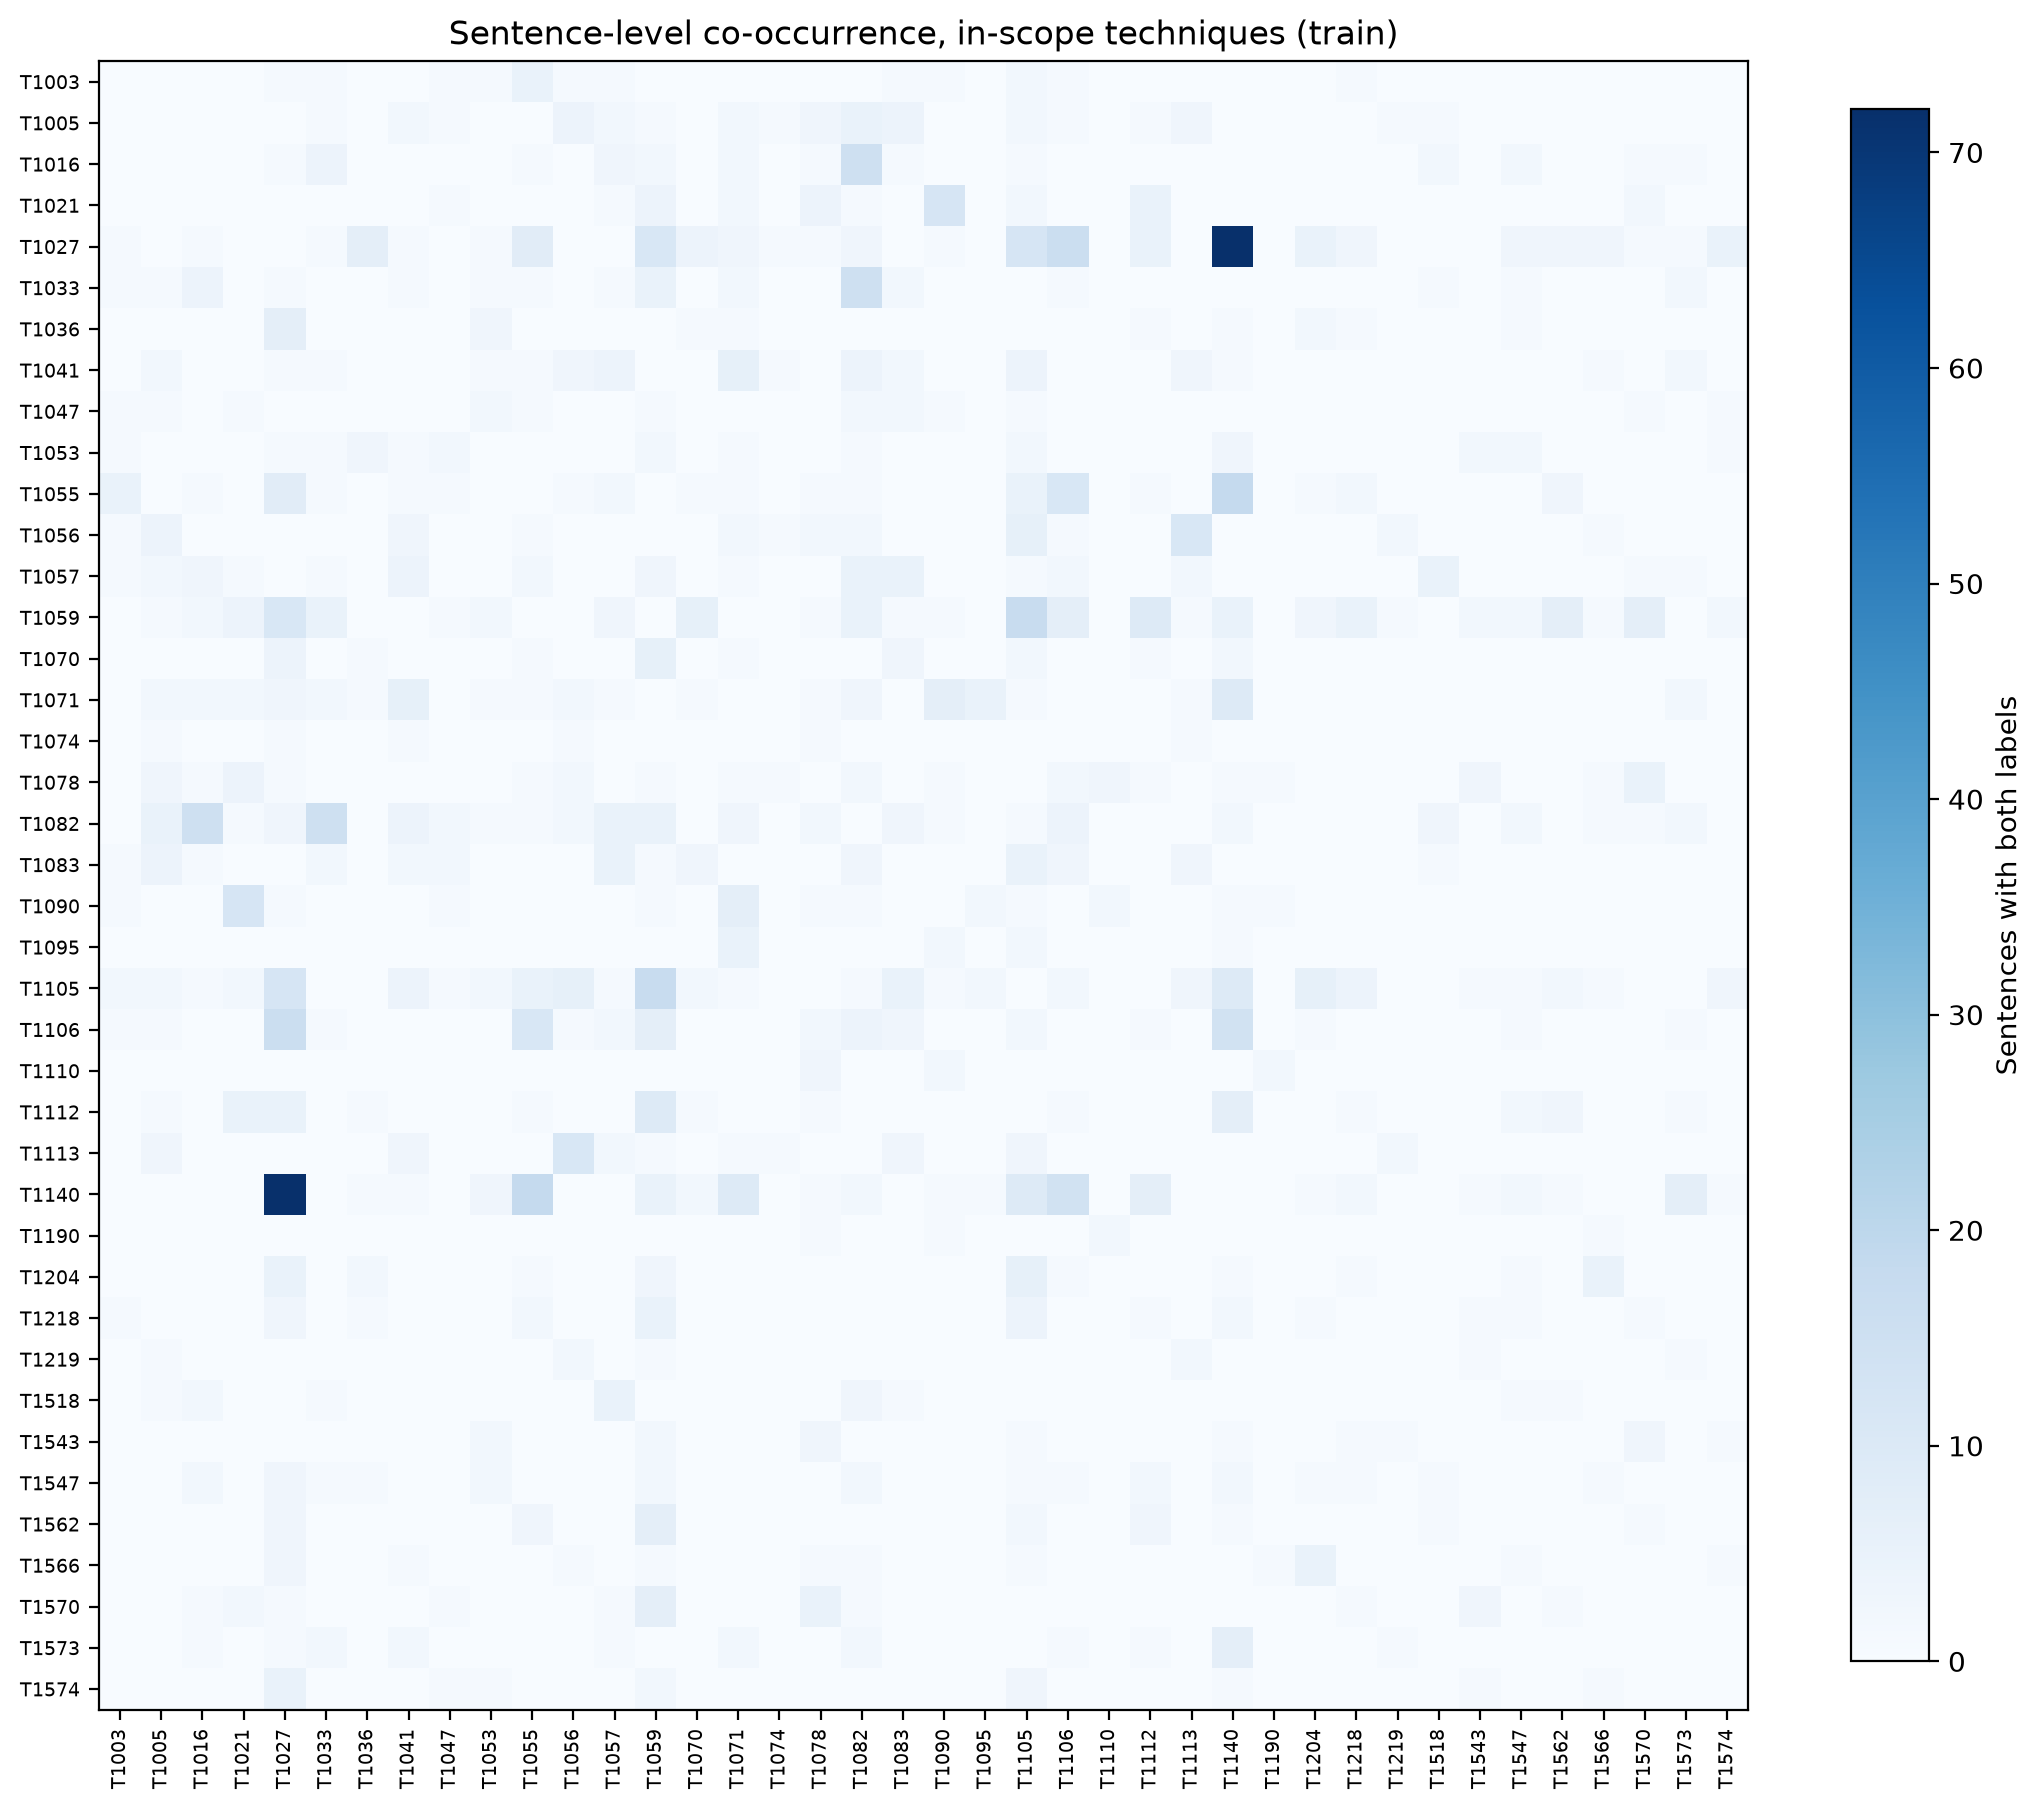 Sentence-level co-occurrence, in-scope techniques (train)
T1003
T1005
T1016
T1021
T1027
T1033
T1036
T1041
T1047
T1053
T1055
T1056
T1057
T1059
T1070
T1071
T1074
T1078
T1082
T1083
T1090
T1095
T1105
T1106
T1110
T1112
T1113
T1140
T1190
T1204
T1218
T1219
T1518
T1543
T1547
T1562
T1566
T1570
T1573
T1574
T1003
T1005
T1016
T1021
T1027
T1033
T1036
T1041
T1047
T1053
T1055
T1056
T1057
T1059
T1070
T1071
T1074
T1078
T1082
T1083
T1090
T1095
T1105
T1106
T1110
T1112
T1113
T1140
T1190
T1204
T1218
T1219
T1518
T1543
T1547
T1562
T1566
T1570
T1573
T1574
70
60
50
40
30
20
10
0
Sentences with both labels